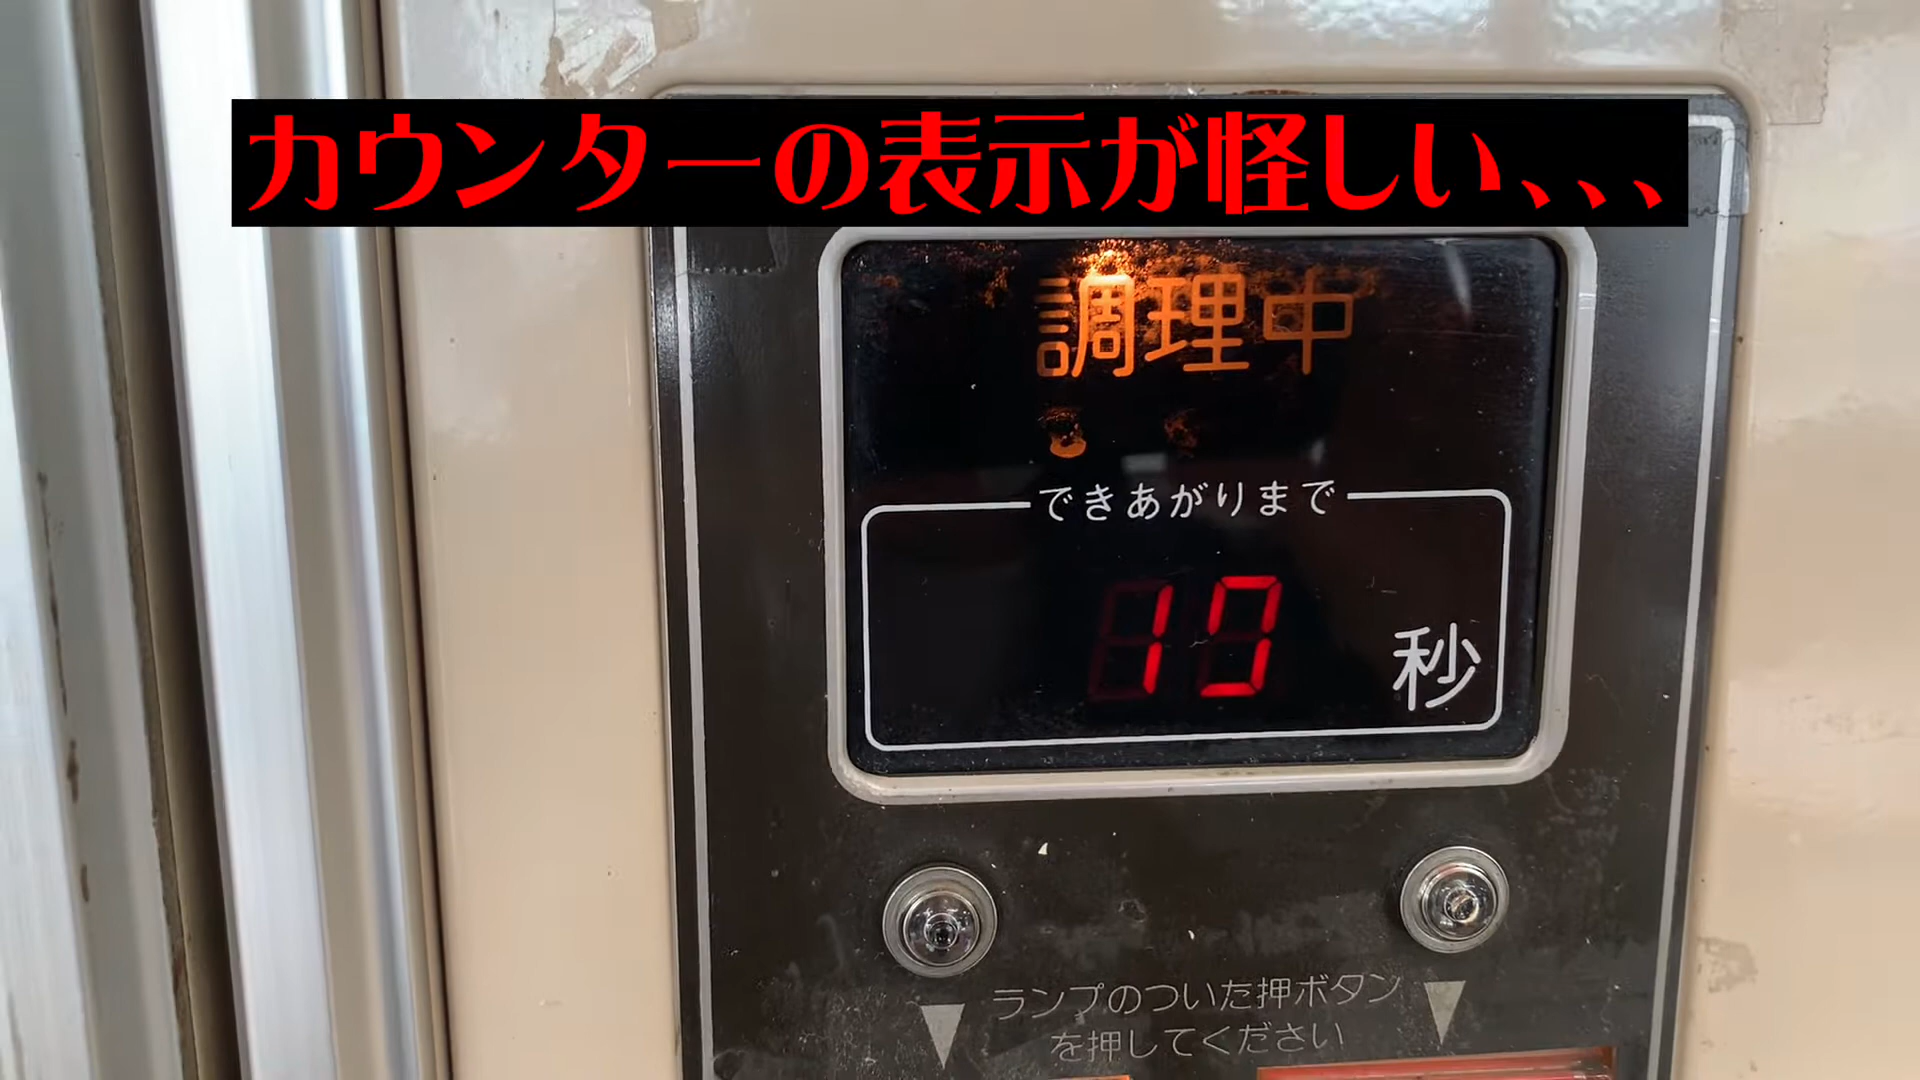 カウンターの表示が怪しい、、、
調理中
できあがりまで
17 秒
ランプのついた押ボタン
を押してください